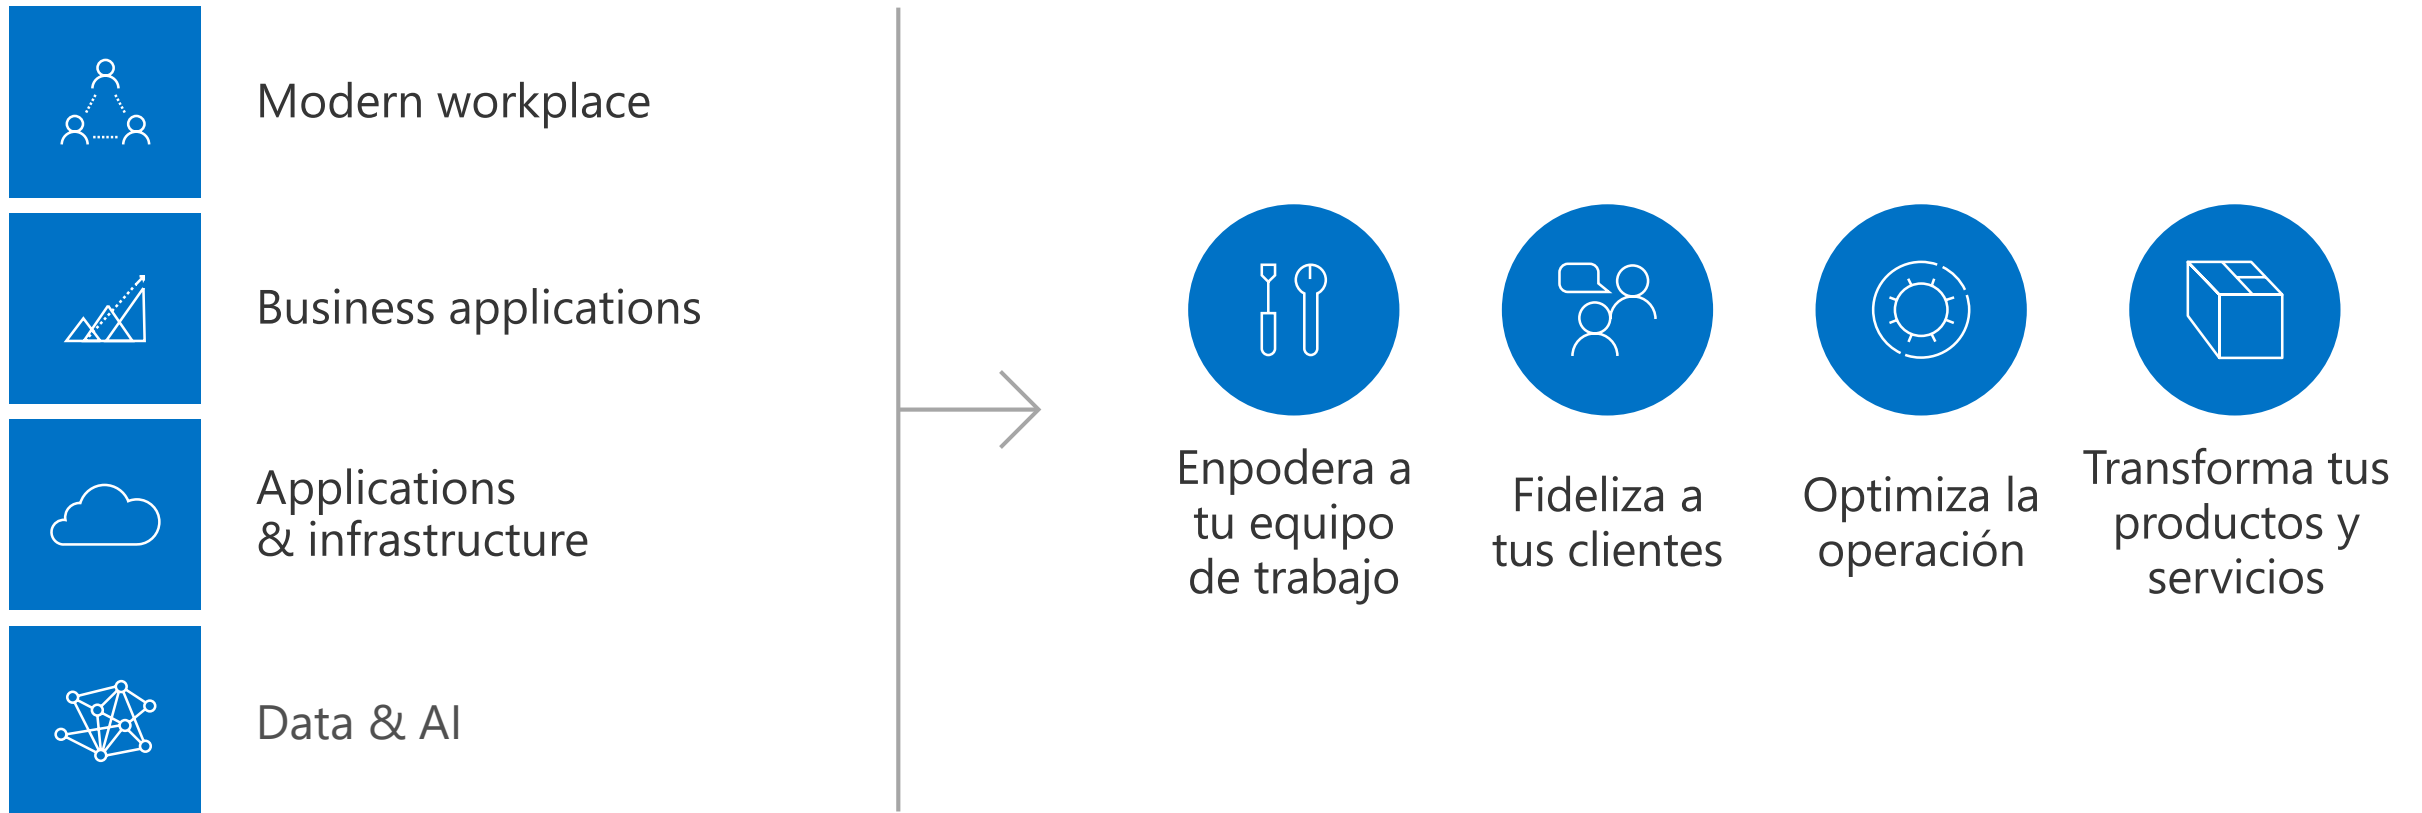 Modern workplace
Business applications
Applications
& infrastructure
Data & AI
Enpodera a
tu equipo
de trabajo
Fideliza a
tus clientes
Optimiza la
operación
Transforma tus
productos y
servicios